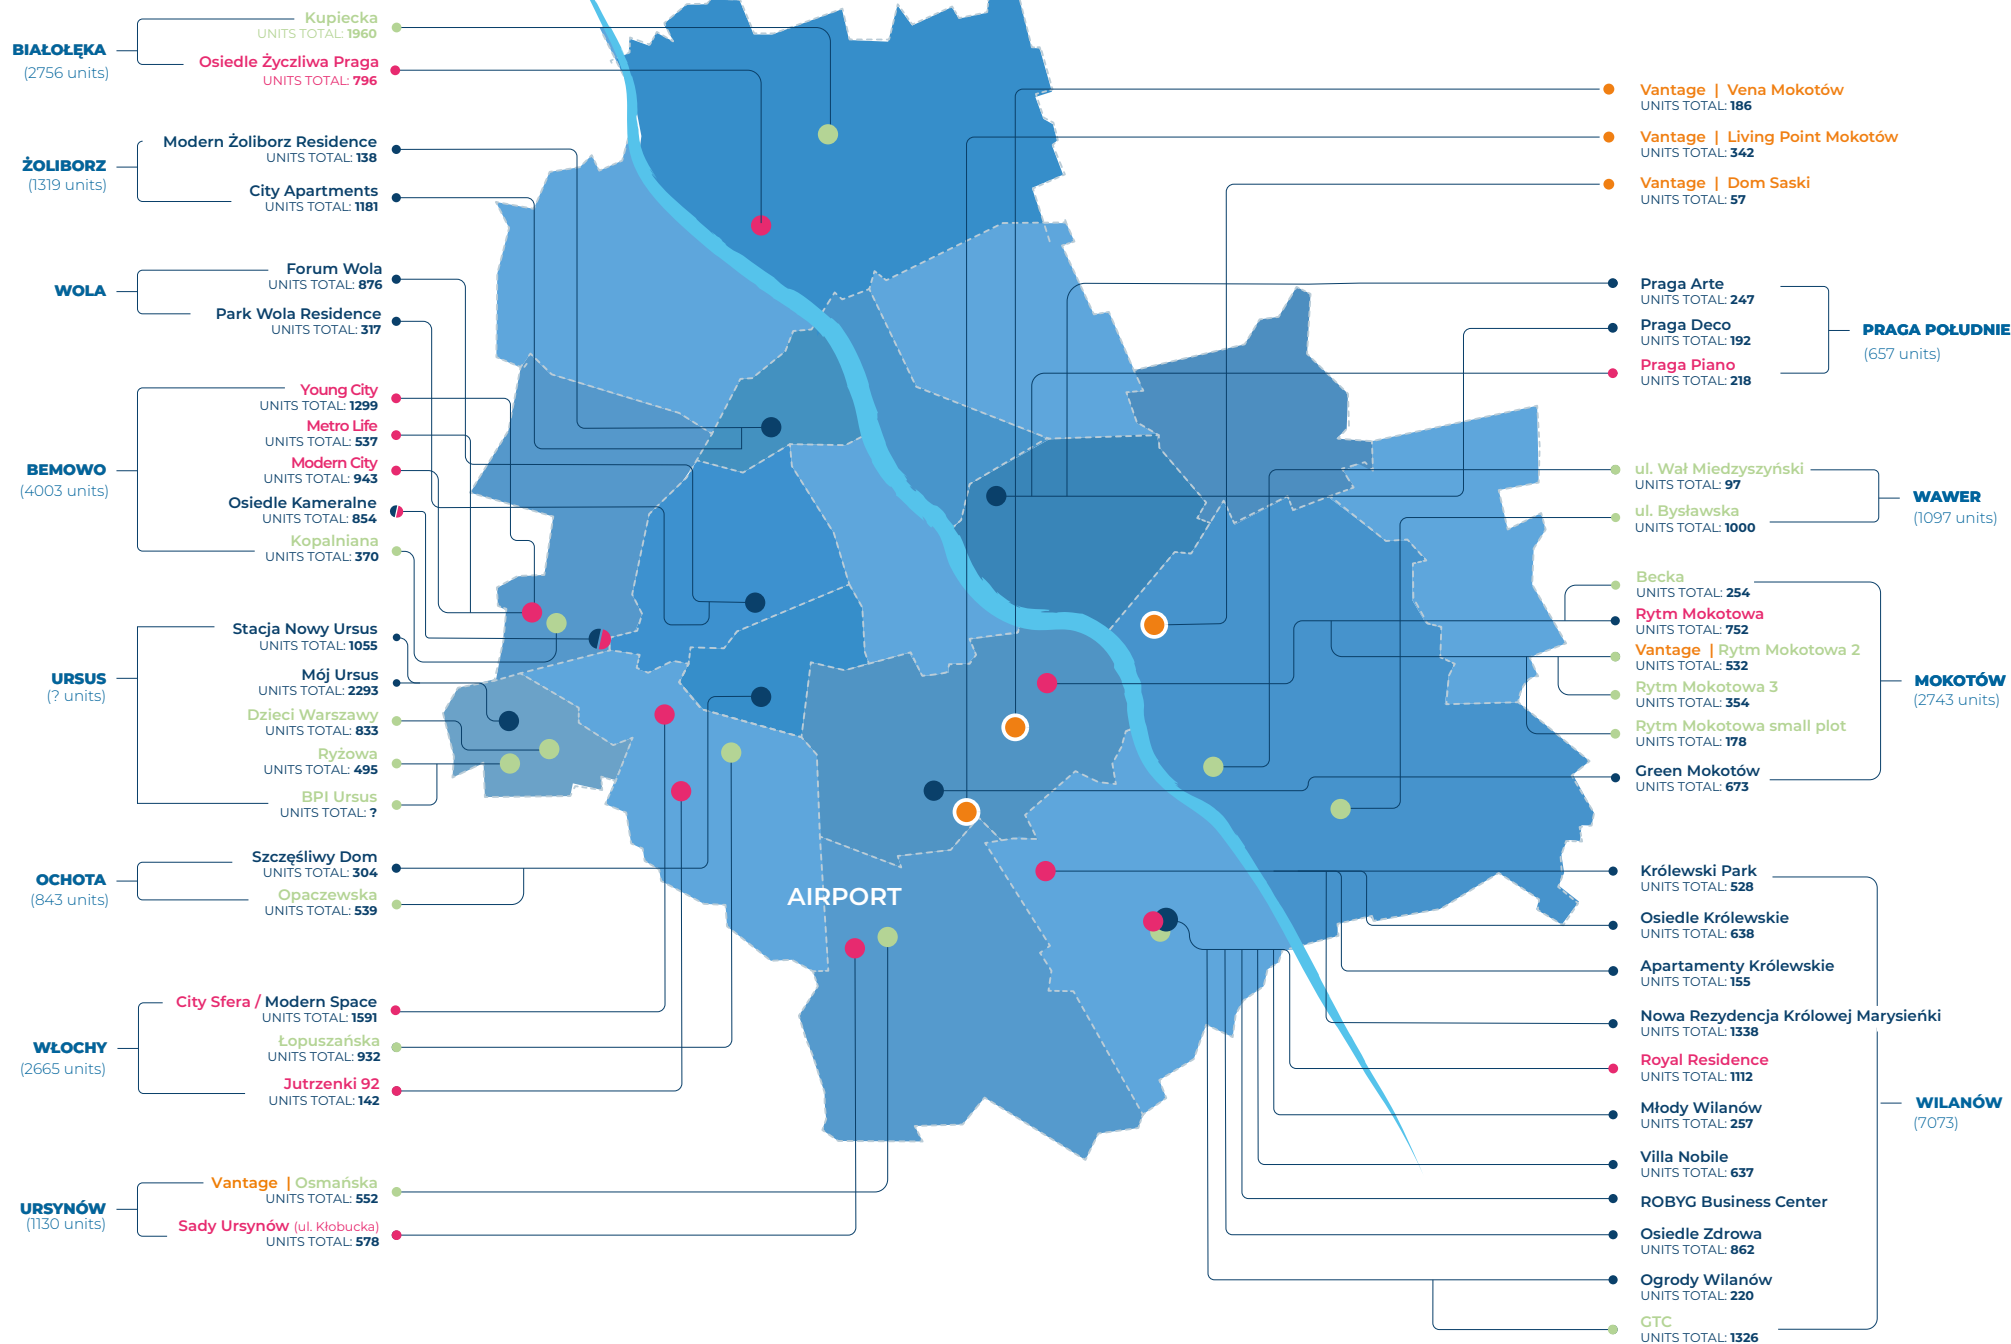 BIAŁOŁĘKA
(2756 units)
Kupiecka
UNITS TOTAL: 1960
Osiedle Życzliwa Praga
UNITS TOTAL: 796
ŻOLIBORZ
(1319 units)
Modern Żoliborz Residence
UNITS TOTAL: 138
City Apartments
UNITS TOTAL: 1181
WOLA
Forum Wola
UNITS TOTAL: 876
Park Wola Residence
UNITS TOTAL: 317
BEMOWO
(4003 units)
Young City
UNITS TOTAL: 1299
Metro Life
UNITS TOTAL: 537
Modern City
UNITS TOTAL: 943
Osiedle Kameralne
UNITS TOTAL: 854
Kopalniana
UNITS TOTAL: 370
URSUS
(? units)
Stacja Nowy Ursus
UNITS TOTAL: 1055
Mój Ursus
UNITS TOTAL: 2293
Dzieci Warszawy
UNITS TOTAL: 833
Ryżowa
UNITS TOTAL: 495
BPI Ursus
UNITS TOTAL: ?
OCHOTA
(843 units)
Szczęśliwy Dom
UNITS TOTAL: 304
Opaczewska
UNITS TOTAL: 539
WŁOCHY
(2665 units)
City Sfera / Modern Space
UNITS TOTAL: 1591
Łopuszańska
UNITS TOTAL: 932
Jutrzenki 92
UNITS TOTAL: 142
URSYNÓW
(1130 units)
Vantage | Osmańska
UNITS TOTAL: 552
Sady Ursynów (ul. Kłobucka)
UNITS TOTAL: 578
AIRPORT
Vantage | Vena Mokotów
UNITS TOTAL: 186
Vantage | Living Point Mokotów
UNITS TOTAL: 342
Vantage | Dom Saski
UNITS TOTAL: 57
Praga Arte
UNITS TOTAL: 247
Praga Deco
UNITS TOTAL: 192
Praga Piano
UNITS TOTAL: 218
PRAGA POŁUDNIE
(657 units)
ul. Wał Miedzyszyński
UNITS TOTAL: 97
ul. Bysławska
UNITS TOTAL: 1000
WAWER
(1097 units)
Becka
UNITS TOTAL: 254
Rytm Mokotowa
UNITS TOTAL: 752
Vantage | Rytm Mokotowa 2
UNITS TOTAL: 532
Rytm Mokotowa 3
UNITS TOTAL: 354
Rytm Mokotowa small plot
UNITS TOTAL: 178
Green Mokotów
UNITS TOTAL: 673
MOKOTÓW
(2743 units)
Królewski Park
UNITS TOTAL: 528
Osiedle Królewskie
UNITS TOTAL: 638
Apartamenty Królewskie
UNITS TOTAL: 155
Nowa Rezydencja Królowej Marysieńki
UNITS TOTAL: 1338
Royal Residence
UNITS TOTAL: 1112
Młody Wilanów
UNITS TOTAL: 257
Villa Nobile
UNITS TOTAL: 637
ROBYG Business Center
Osiedle Zdrowa
UNITS TOTAL: 862
Ogrody Wilanów
UNITS TOTAL: 220
GTC
UNITS TOTAL: 1326
WILANÓW
(7073)